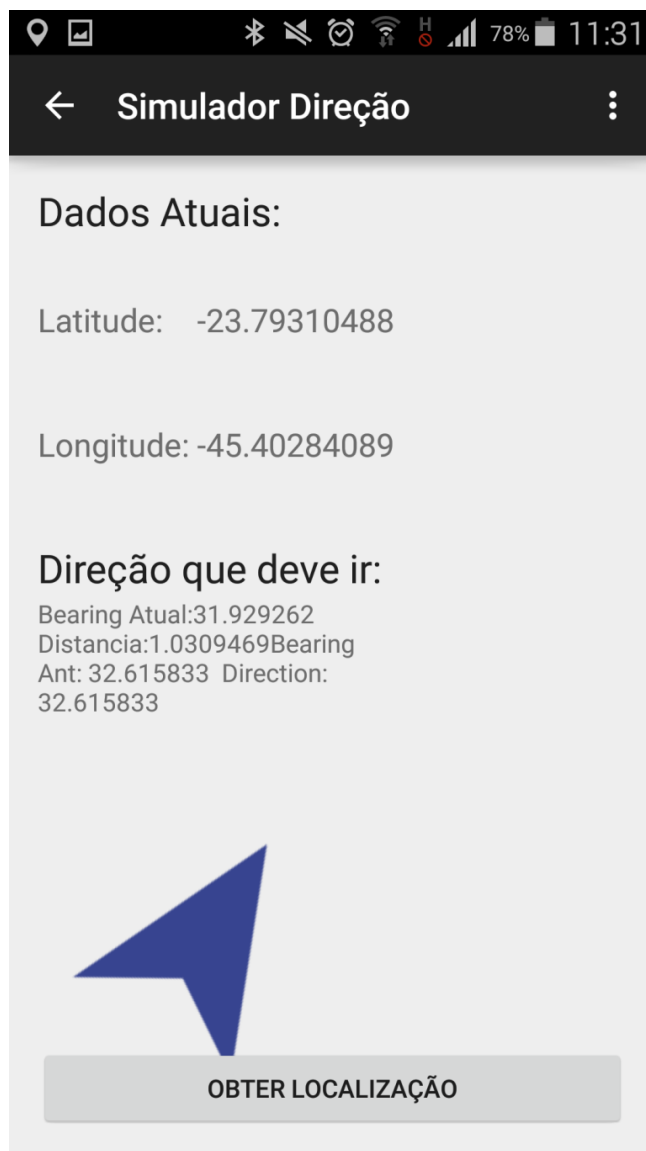 H 78% 11:31
Simulador Direção
Dados Atuais:
Latitude: -23.79310488
Longitude: -45.40284089
Direção que deve ir:
Bearing Atual:31.929262
Distancia:1.0309469Bearing
Ant: 32.615833 Direction:
32.615833
OBTER LOCALIZAÇÃO